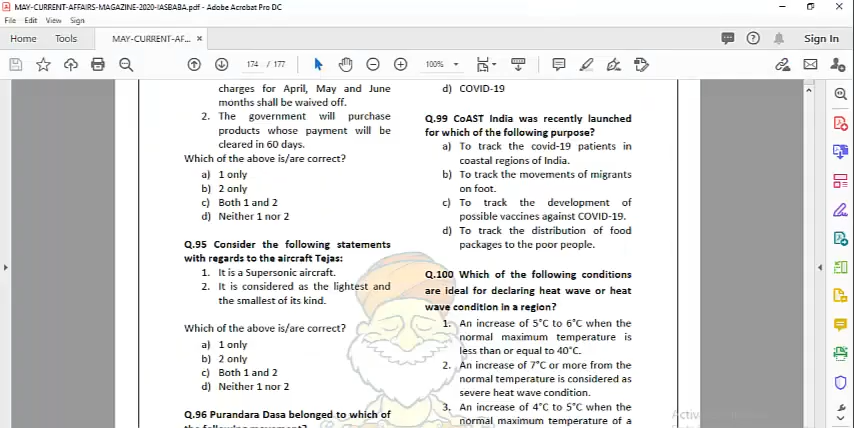 MAY-CURRENT-AFFAIRS-MAGAZINE-2020-IASBABA.pdf - Adobe Acrobat Pro DC
File Edit View Sign
Home Tools MAY-CURRENT-AF... × Sign In
174 / 177 100%
charges for April, May and June
months shall be waived off.
2. The government will purchase
products whose payment will be
cleared in 60 days.
Which of the above is/are correct?
a) 1 only
b) 2 only
c) Both 1 and 2
d) Neither 1 nor 2
Q.95 Consider the following statements
with regards to the aircraft Tejas:
1. It is a Supersonic aircraft.
2. It is considered as the lightest and
the smallest of its kind.
Which of the above is/are correct?
a) 1 only
b) 2 only
c) Both 1 and 2
d) Neither 1 nor 2
Q.96 Purandara Dasa belonged to which of
the following movement?
d) COVID-19
Q.99 CoAST India was recently launched
for which of the following purpose?
a) To track the covid-19 patients in
coastal regions of India.
b) To track the movements of migrants
on foot.
c) To track the development of
possible vaccines against COVID-19.
d) To track the distribution of food
packages to the poor people.
Q.100 Which of the following conditions
are ideal for declaring heat wave or heat
wave condition in a region?
1. An increase of 5°C to 6°C when the
normal maximum temperature is
less than or equal to 40°C.
2. An increase of 7°C or more from the
normal temperature is considered as
severe heat wave condition.
3. An increase of 4°C to 5°C when the
normal maximum temperature of a